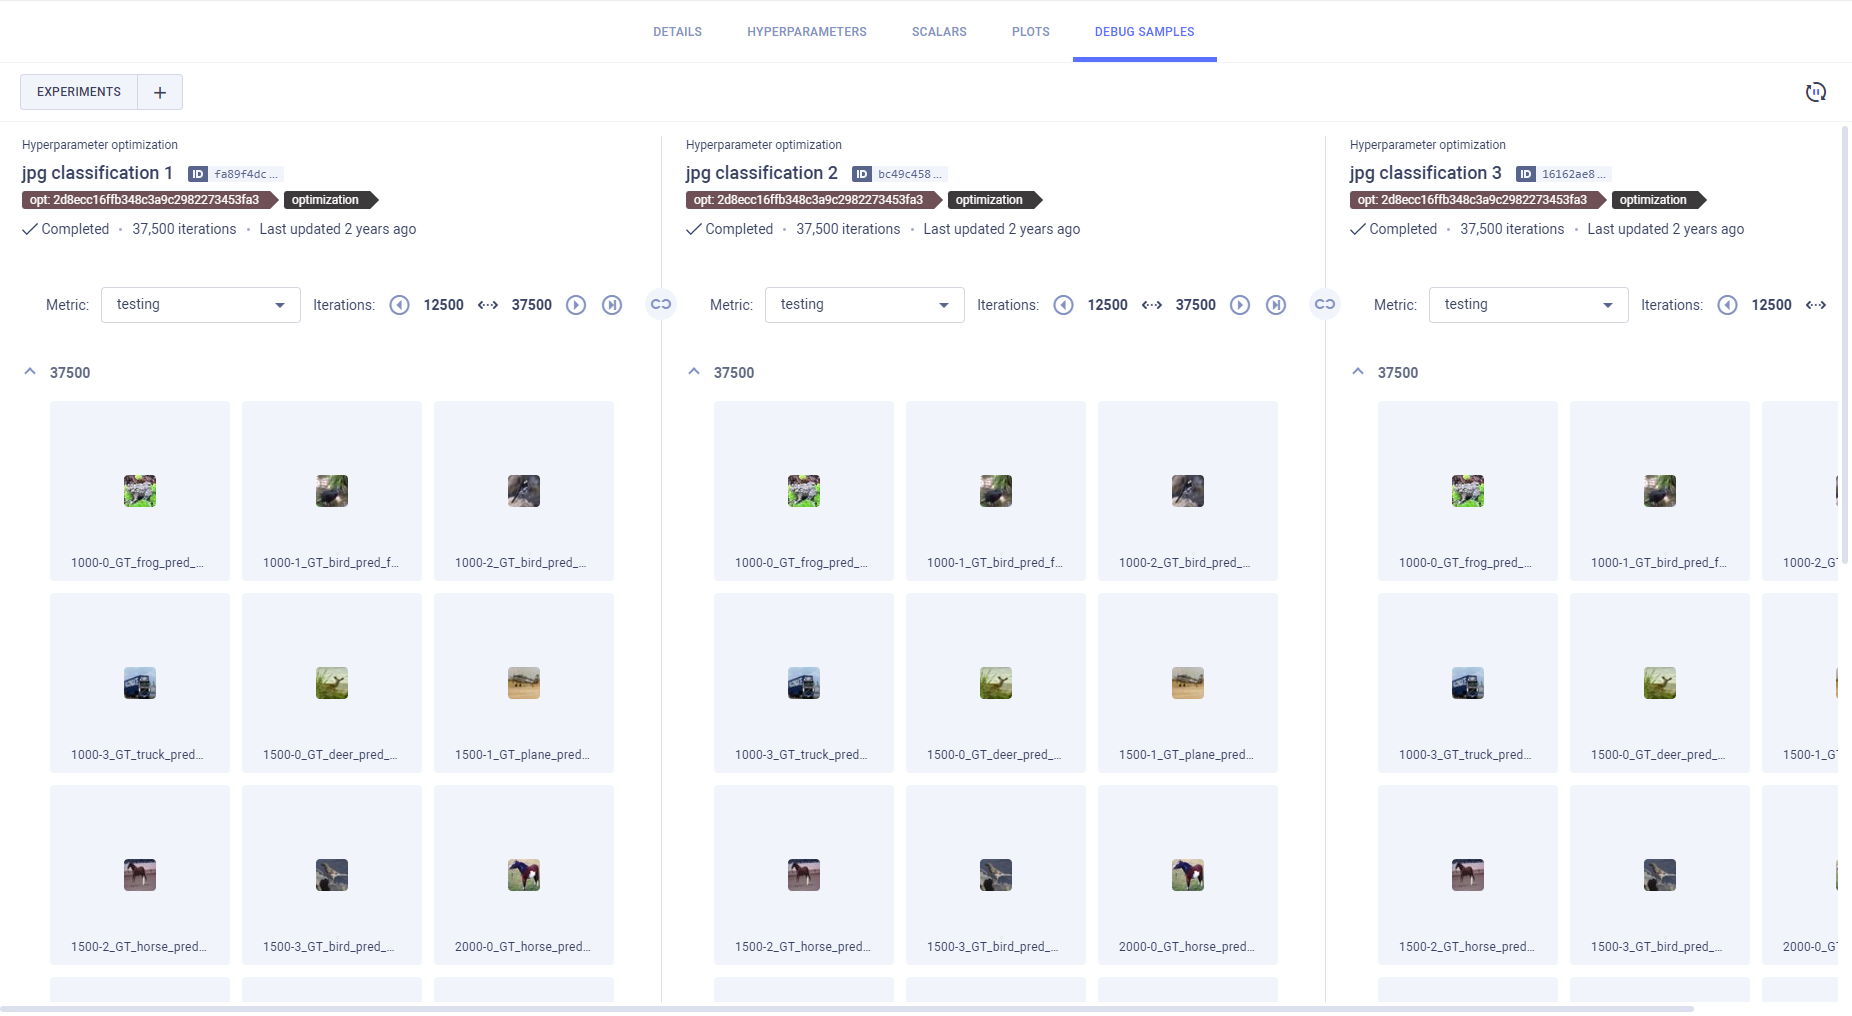 DETAILS HYPERPARAMETERS SCALARS PLOTS DEBUG SAMPLES
EXPERIMENTS +
Hyperparameter optimization
jpg classification 1 ID fa89f4dc...
opt: 2d8ecc16ffb348c3a9c2982273453fa3 optimization
Completed • 37,500 iterations • Last updated 2 years ago
Metric: testing Iterations: 12500 37500
37500
1000-0_GT_frog_pred_... 1000-1_GT_bird_pred_f... 1000-2_GT_bird_pred_...
1000-3_GT_truck_pred... 1500-0_GT_deer_pred_... 1500-1_GT_plane_pred...
1500-2_GT_horse_pred... 1500-3_GT_bird_pred_... 2000-0_GT_horse_pred...
Hyperparameter optimization
jpg classification 2 ID bc49c458...
opt: 2d8ecc16ffb348c3a9c2982273453fa3 optimization
Completed • 37,500 iterations • Last updated 2 years ago
Metric: testing Iterations: 12500 37500
37500
1000-0_GT_frog_pred_... 1000-1_GT_bird_pred_f... 1000-2_GT_bird_pred_...
1000-3_GT_truck_pred... 1500-0_GT_deer_pred_... 1500-1_GT_plane_pred...
1500-2_GT_horse_pred... 1500-3_GT_bird_pred_... 2000-0_GT_horse_pred...
Hyperparameter optimization
jpg classification 3 ID 16162ae8...
opt: 2d8ecc16ffb348c3a9c2982273453fa3 optimization
Completed • 37,500 iterations • Last updated 2 years ago
Metric: testing Iterations: 12500
37500
1000-0_GT_frog_pred_... 1000-1_GT_bird_pred_f... 1000-2_GT
1000-3_GT_truck_pred... 1500-0_GT_deer_pred_... 1500-1_GT
1500-2_GT_horse_pred... 1500-3_GT_bird_pred_... 2000-0_GT